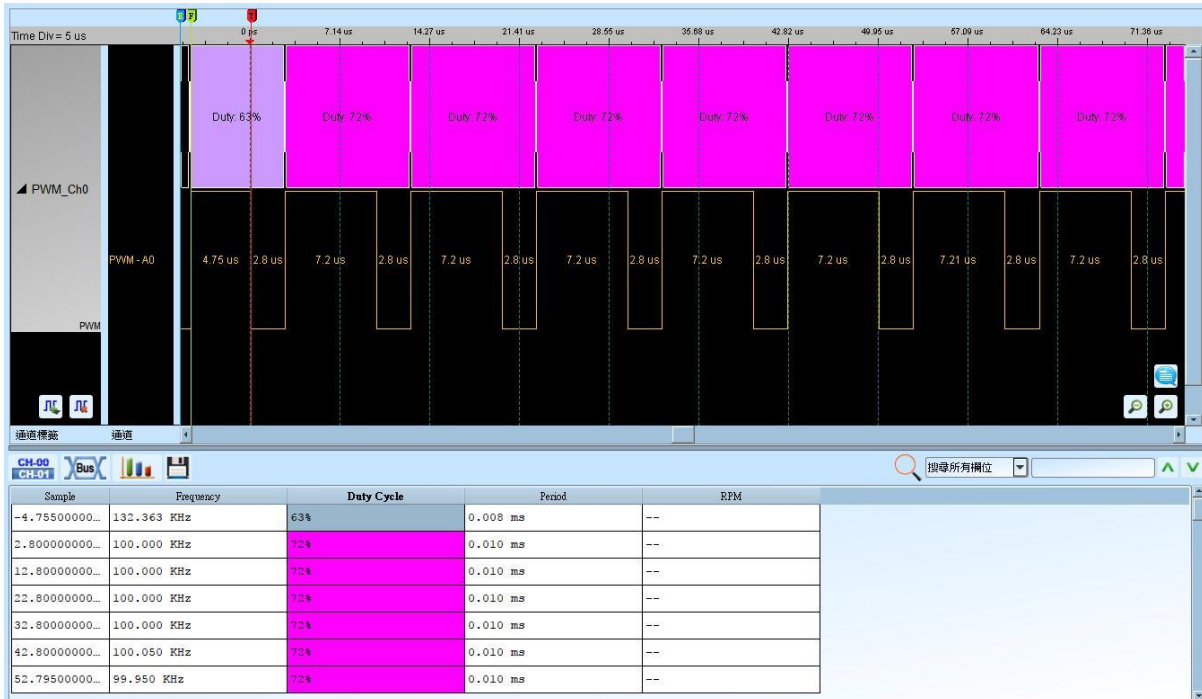 E F T
Time Div = 5 us
0 ps 7.14 us 14.27 us 21.41 us 28.55 us 35.68 us 42.82 us 49.95 us 57.09 us 64.23 us 71.36 us
Duty: 63% Duty: 72% Duty: 72% Duty: 72% Duty: 72% Duty: 72% Duty: 72% Duty: 72%
PWM_Ch0
PWM - A0 4.75 us 2.8 us 7.2 us 2.8 us 7.2 us 2.8 us 7.2 us 2.8 us 7.2 us 2.8 us 7.2 us 2.8 us 7.21 us 2.8 us 7.2 us 2.8 us
PWM
通道標籤 通道
CH-00
CH-01 Bus 搜尋所有欄位
Sample Frequency Duty Cycle Period RPM
-4.75500000... 132.363 KHz 63% 0.008 ms --
2.800000000... 100.000 KHz 72% 0.010 ms --
12.80000000... 100.000 KHz 72% 0.010 ms --
22.80000000... 100.000 KHz 72% 0.010 ms --
32.80000000... 100.000 KHz 72% 0.010 ms --
42.80000000... 100.050 KHz 72% 0.010 ms --
52.79500000... 99.950 KHz 72% 0.010 ms --